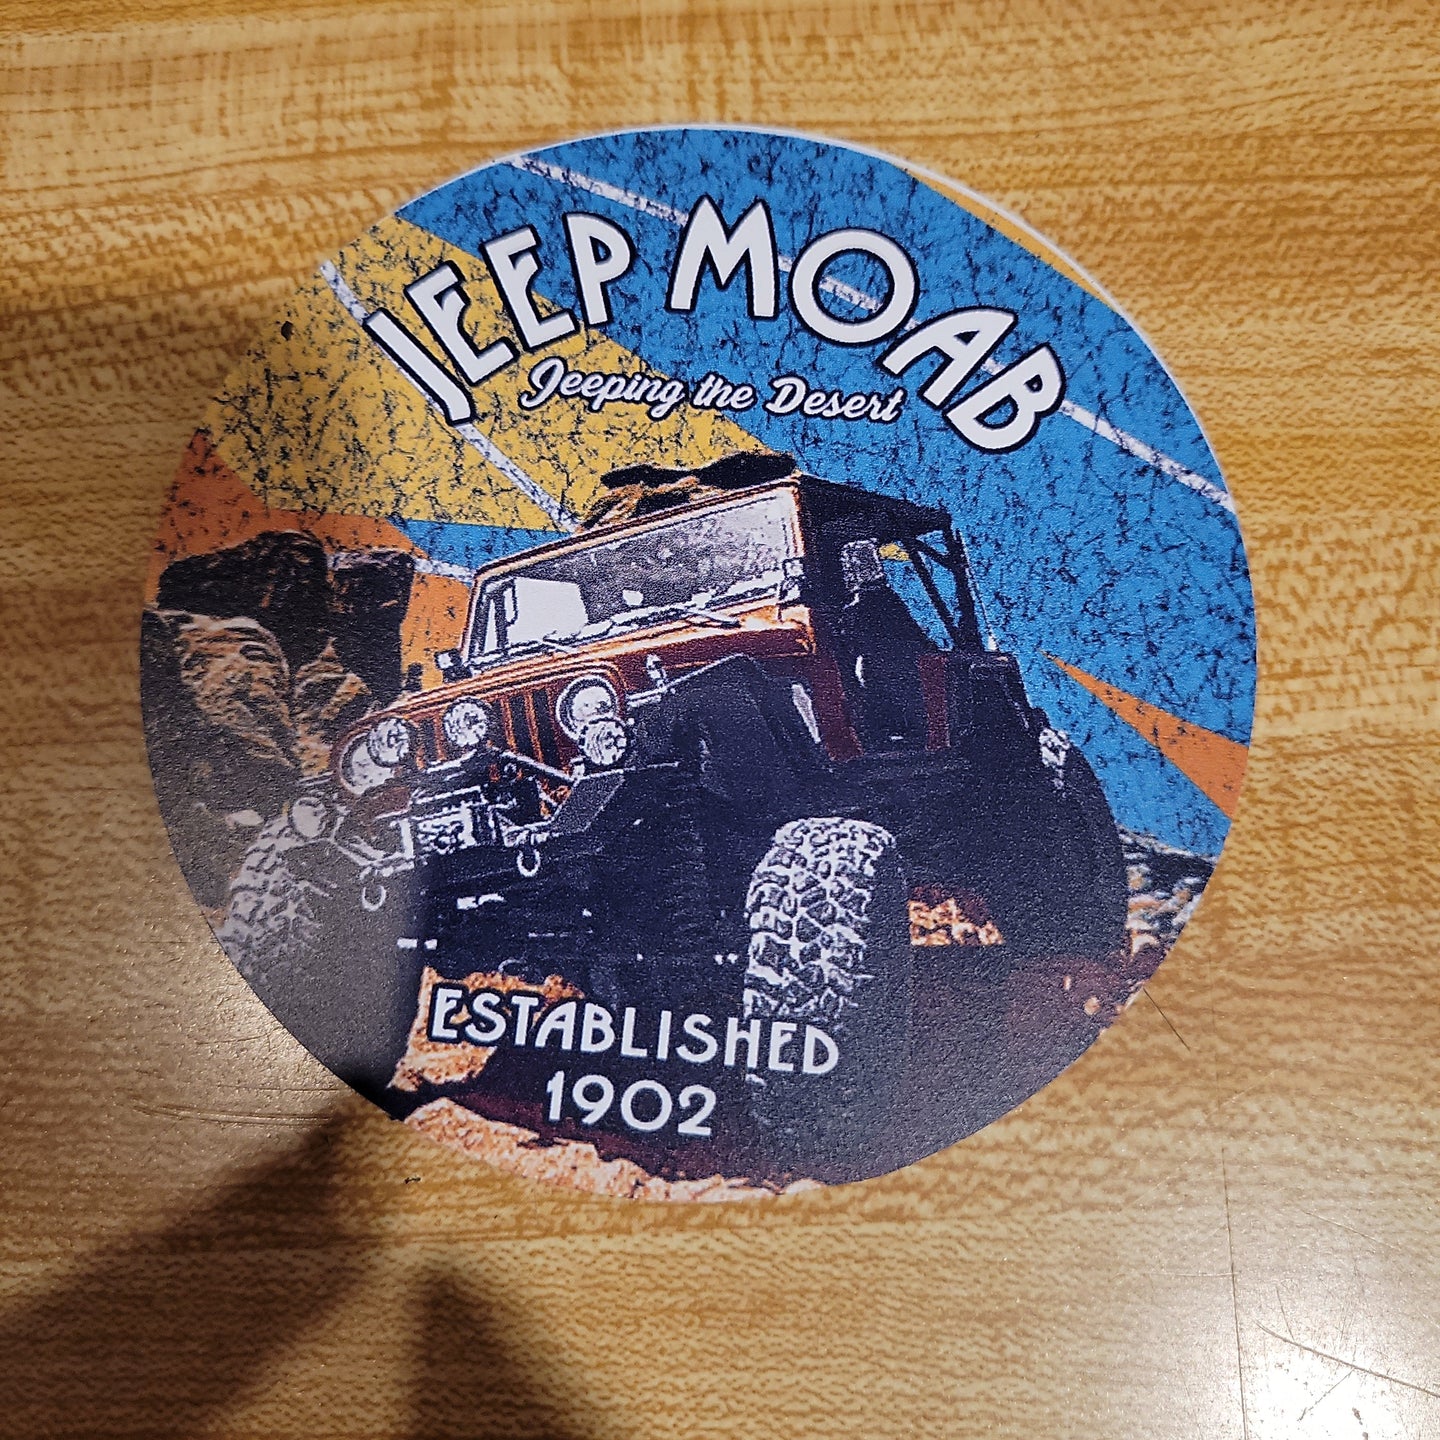 JEEP MOAB
Jeeping the Desert
ESTABLISHED
1902